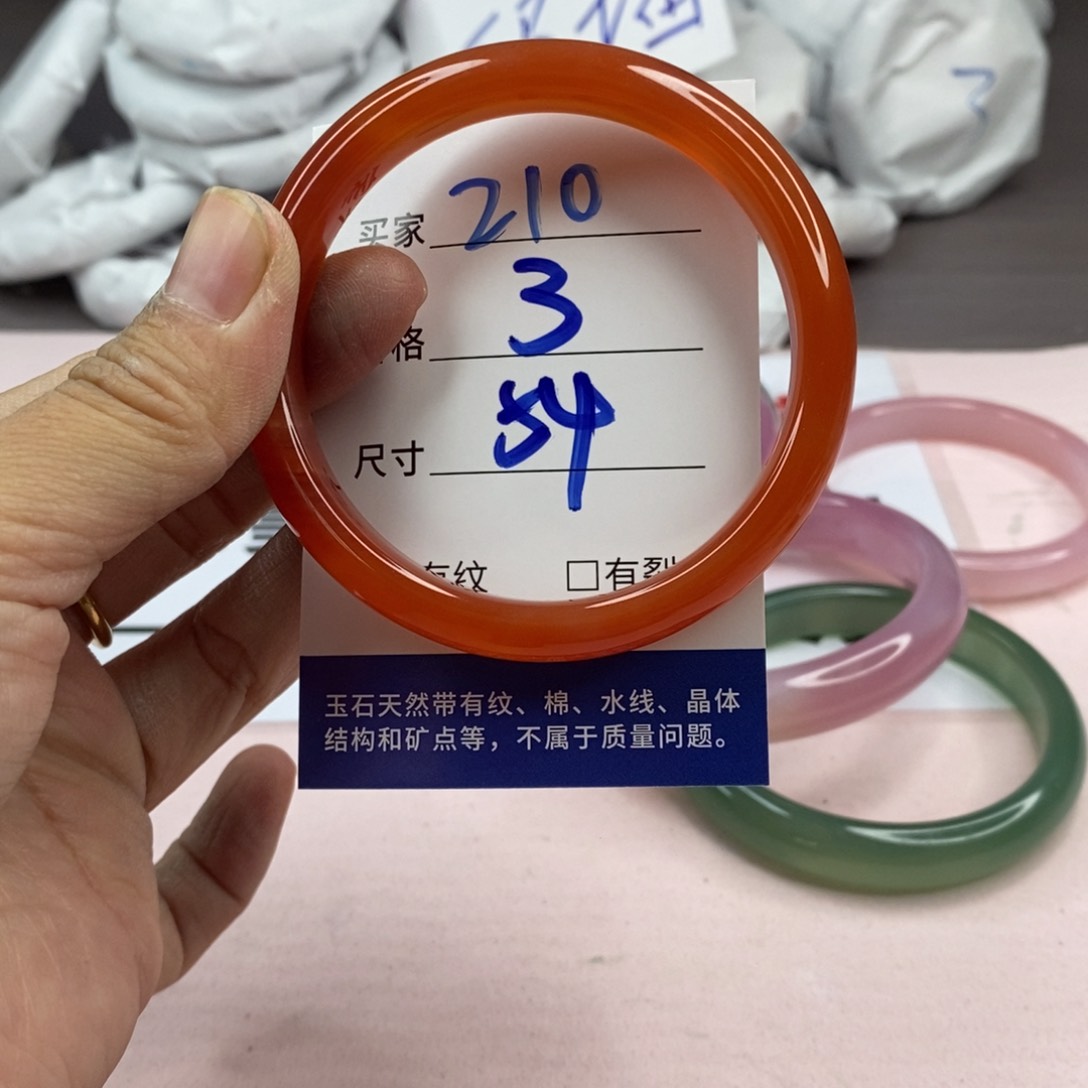 买家 210
格 3
尺寸 54
有纹 □有裂
玉石天然带有纹、棉、水线、晶体
结构和矿点等，不属于质量问题。